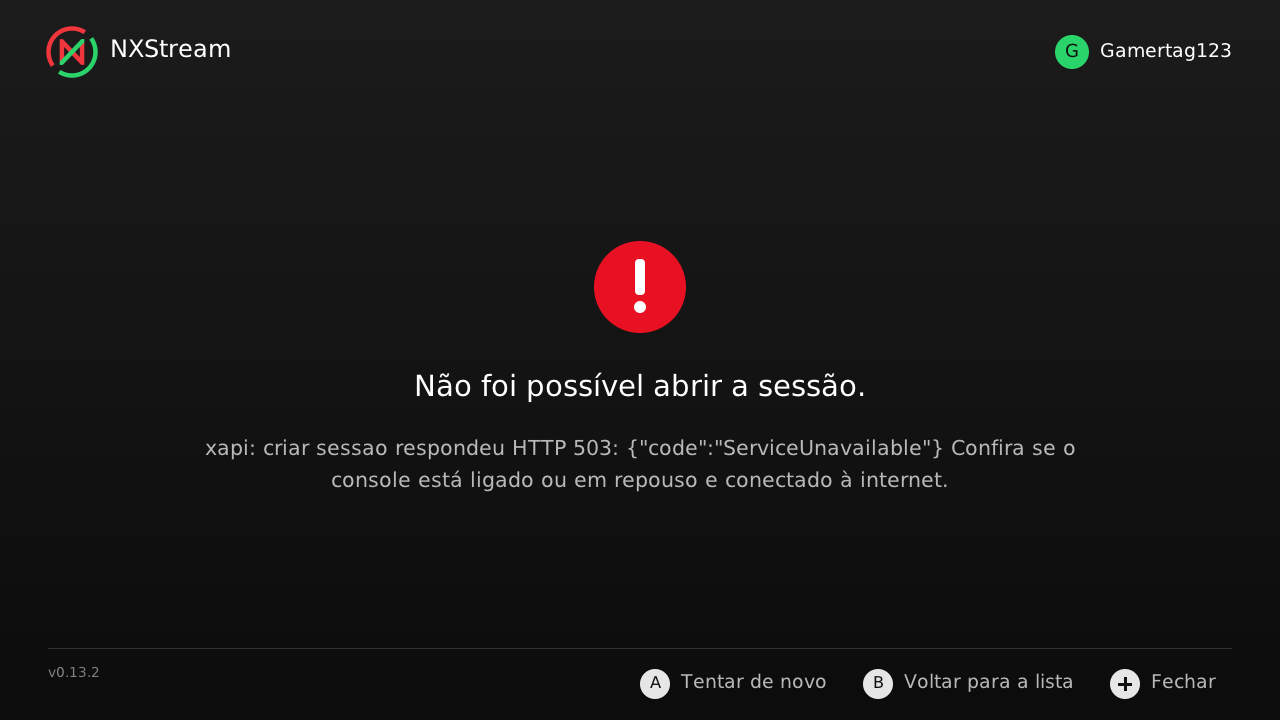 NXStream
G Gamertag123
Não foi possível abrir a sessão.
xapi: criar sessao respondeu HTTP 503: {"code":"ServiceUnavailable"} Confira se o
console está ligado ou em repouso e conectado à internet.
v0.13.2
A Tentar de novo
B Voltar para a lista
+ Fechar